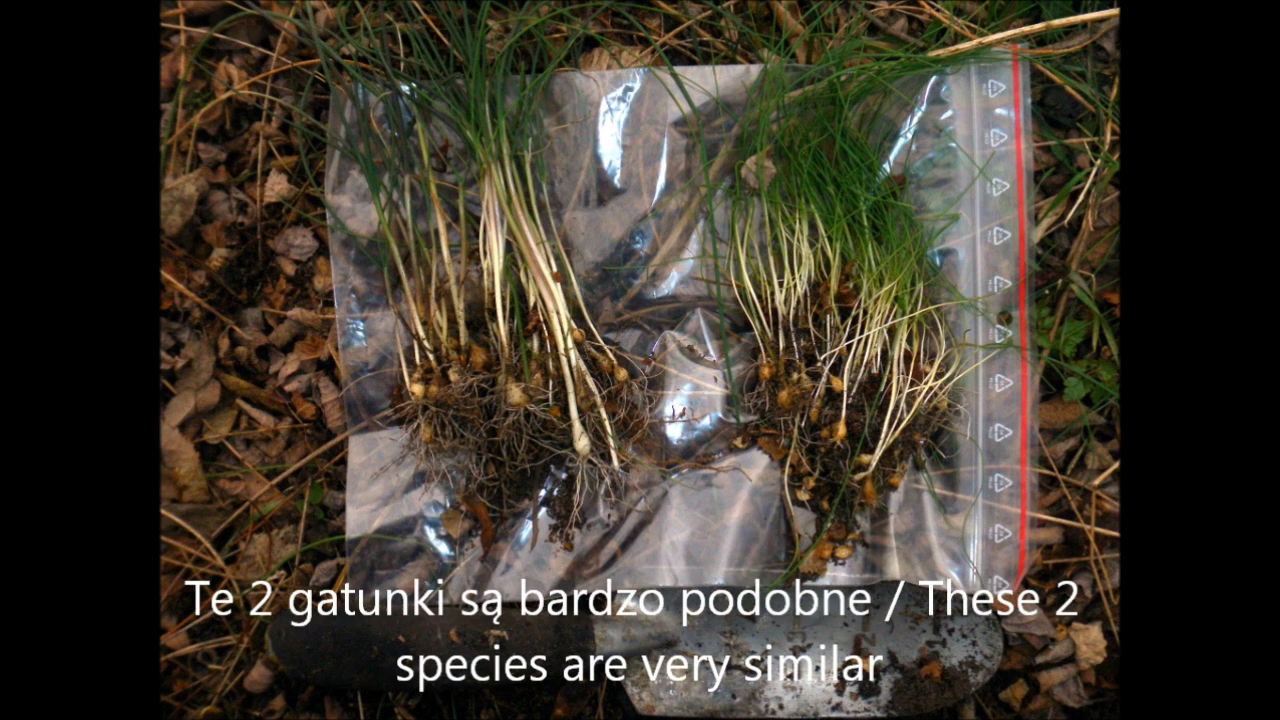 Te 2 gatunki są bardzo podobne / These 2
species are very similar